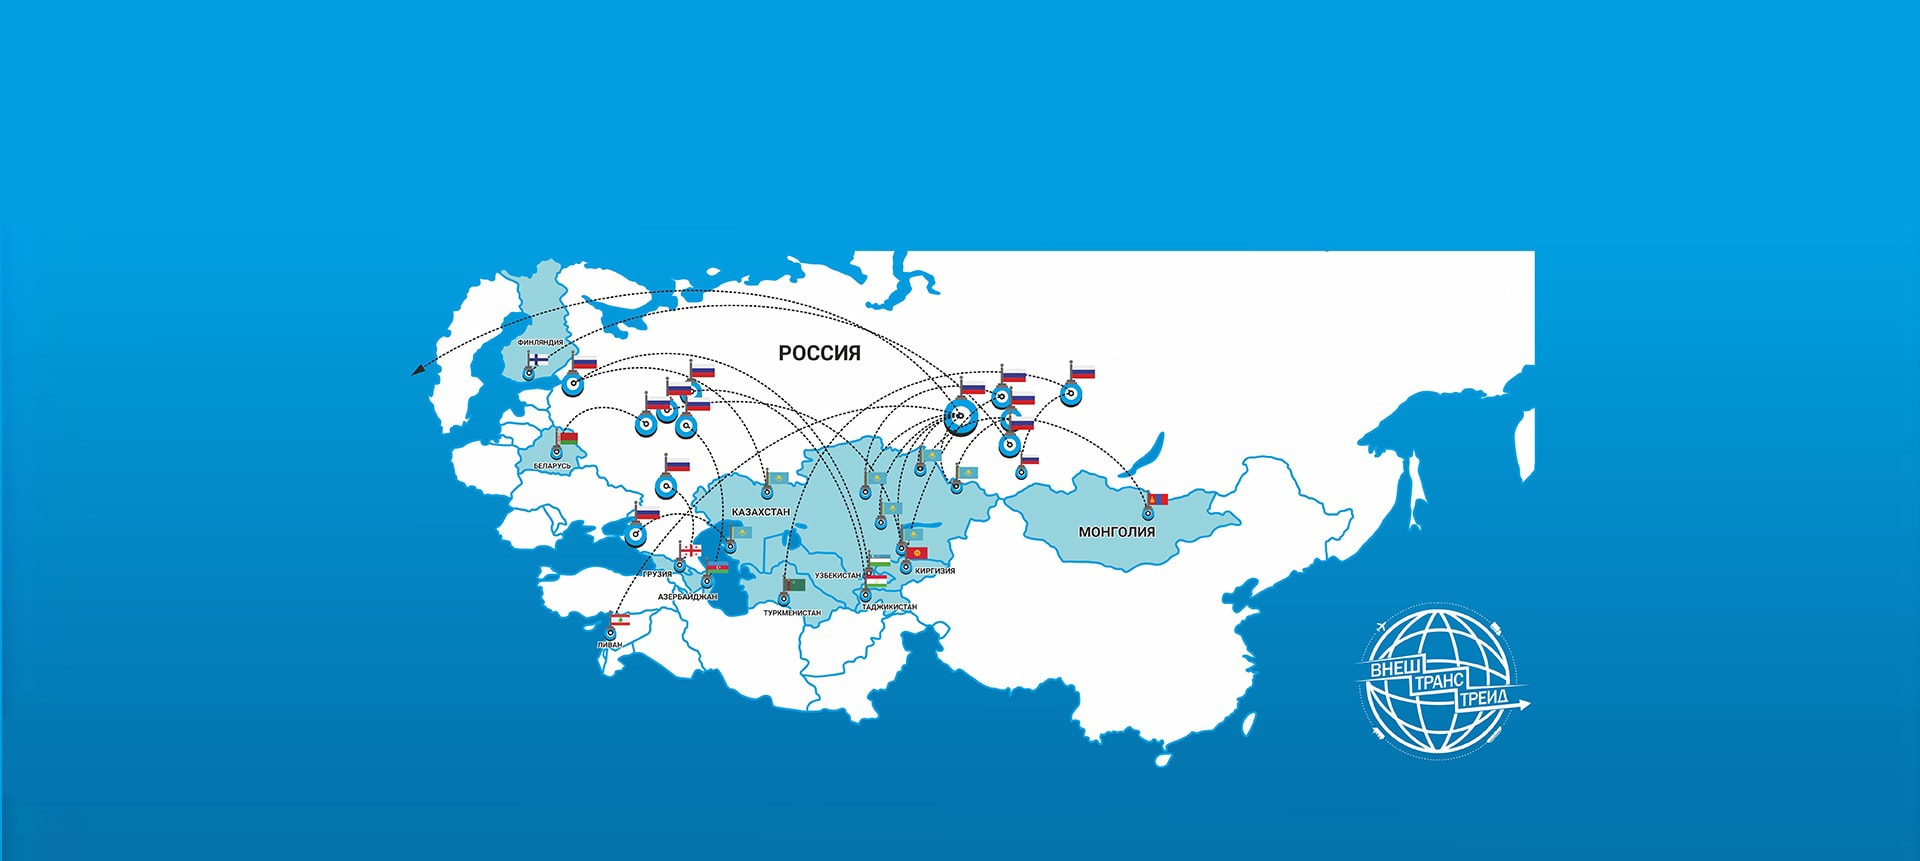 ФИНЛЯНДИЯ
РОССИЯ
БЕЛАРУСЬ
КАЗАХСТАН
МОНГОЛИЯ
ГРУЗИЯ
УЗБЕКИСТАН
КИРГИЗИЯ
АЗЕРБАЙДЖАН
ТУРКМЕНИСТАН
ТАДЖИКИСТАН
ЛИВАН
ВНЕШ
ТРАНС
ТРЕЙД